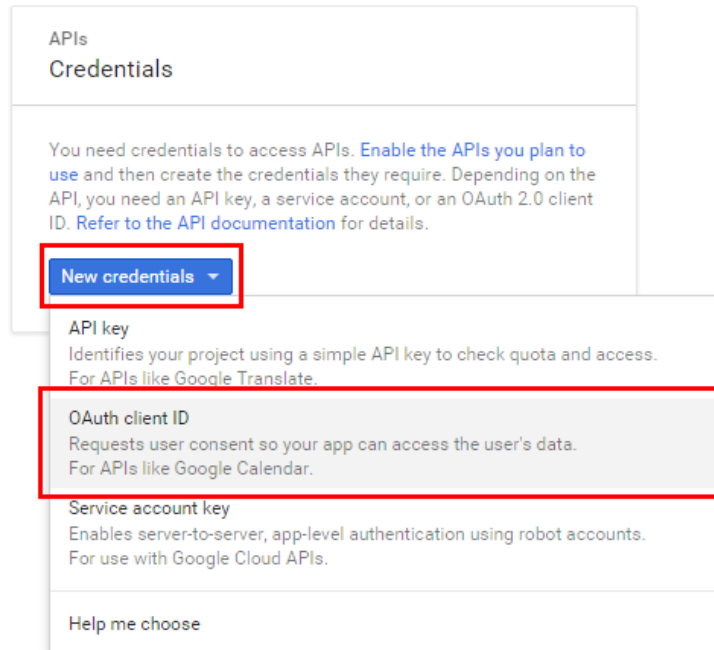 APIs
Credentials
You need credentials to access APIs. Enable the APIs you plan to
use and then create the credentials they require. Depending on the
API, you need an API key, a service account, or an OAuth 2.0 client
ID. Refer to the API documentation for details.
New credentials
API key
Identifies your project using a simple API key to check quota and access.
For APIs like Google Translate.
OAuth client ID
Requests user consent so your app can access the user's data.
For APIs like Google Calendar.
Service account key
Enables server-to-server, app-level authentication using robot accounts.
For use with Google Cloud APIs.
Help me choose